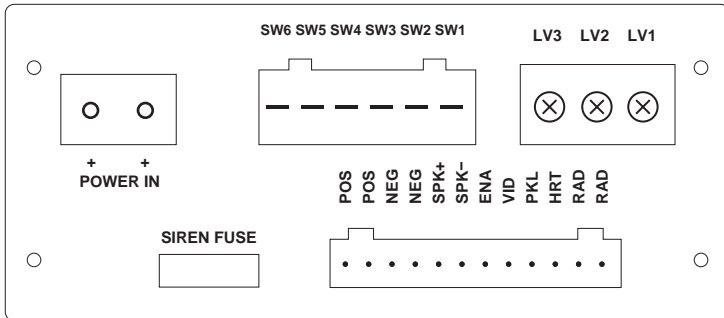 SW6 SW5 SW4 SW3 SW2 SW1
LV3 LV2 LV1
+ +
POWER IN
POS POS NEG NEG SPK+ SPK− ENA VID PKL HRT RAD RAD
SIREN FUSE